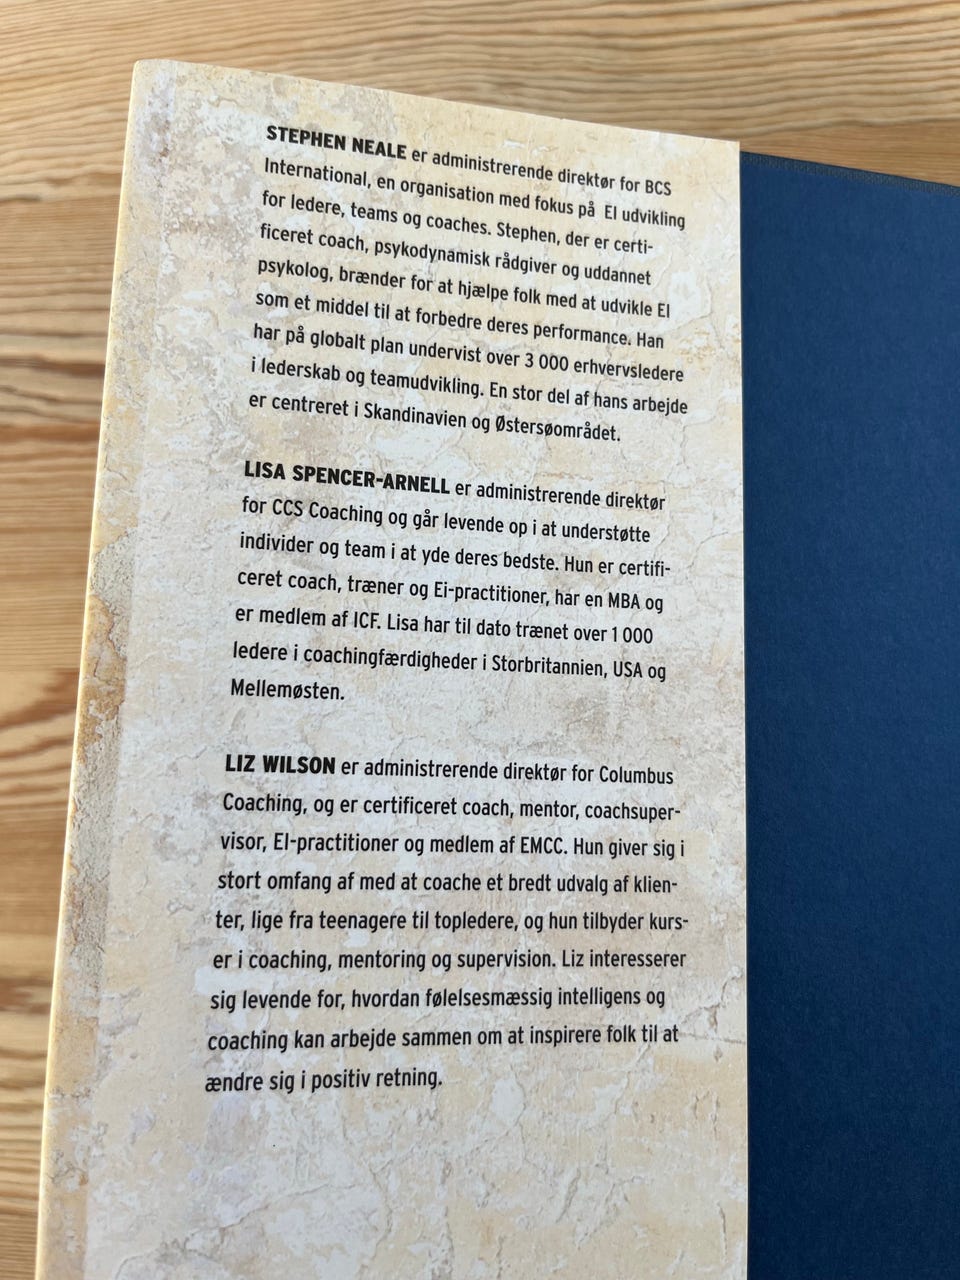 STEPHEN NEALE er administrerende direktør for BCS
International, en organisation med fokus på EI udvikling
for ledere, teams og coaches. Stephen, der er certi-
ficeret coach, psykodynamisk rådgiver og uddannet
psykolog, brænder for at hjælpe folk med at udvikle EI
som et middel til at forbedre deres performance. Han
har på globalt plan undervist over 3 000 erhvervsledere
i lederskab og teamudvikling. En stor del af hans arbejde
er centreret i Skandinavien og Østersøområdet.
LISA SPENCER-ARNELL er administrerende direktør
for CCS Coaching og går levende op i at understøtte
individer og team i at yde deres bedste. Hun er certifi-
ceret coach, træner og Ei-practitioner, har en MBA og
er medlem af ICF. Lisa har til dato trænet over 1 000
ledere i coachingfærdigheder i Storbritannien, USA og
Mellemøsten.
LIZ WILSON er administrerende direktør for Columbus
Coaching, og er certificeret coach, mentor, coachsuper-
visor, EI-practitioner og medlem af EMCC. Hun giver sig i
stort omfang af med at coache et bredt udvalg af klien-
ter, lige fra teenagere til topledere, og hun tilbyder kurs-
er i coaching, mentoring og supervision. Liz interesserer
sig levende for, hvordan følelsesmæssig intelligens og
coaching kan arbejde sammen om at inspirere folk til at
ændre sig i positiv retning.